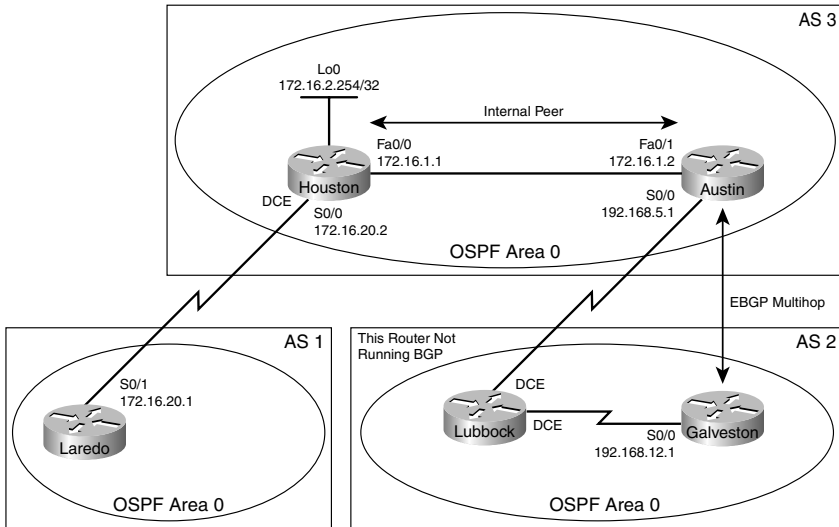 AS 3
Lo0
172.16.2.254/32
Internal Peer
Fa0/0
172.16.1.1
Fa0/1
172.16.1.2
Houston
Austin
DCE
S0/0
172.16.20.2
S0/0
192.168.5.1
OSPF Area 0
EBGP Multihop
AS 1
This Router Not
Running BGP
AS 2
S0/1
172.16.20.1
Laredo
OSPF Area 0
DCE
Lubbock
DCE
Galveston
S0/0
192.168.12.1
OSPF Area 0